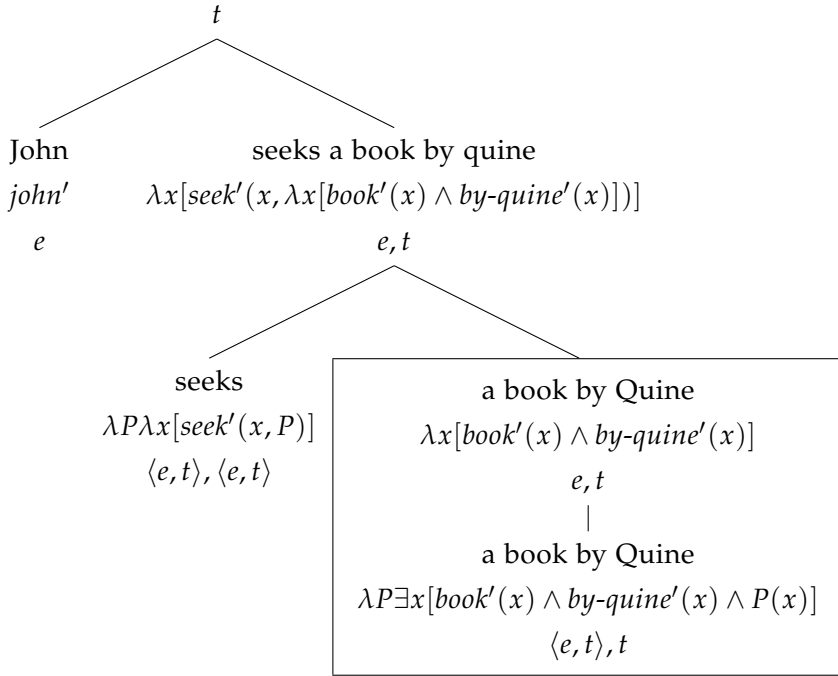 t
John
john′
e
seeks a book by quine
λx[seek′(x, λx[book′(x) ∧ by-quine′(x)])]
e, t
seeks
λPλx[seek′(x, P)]
⟨e, t⟩, ⟨e, t⟩
a book by Quine
λx[book′(x) ∧ by-quine′(x)]
e, t
a book by Quine
λP∃x[book′(x) ∧ by-quine′(x) ∧ P(x)]
⟨e, t⟩, t